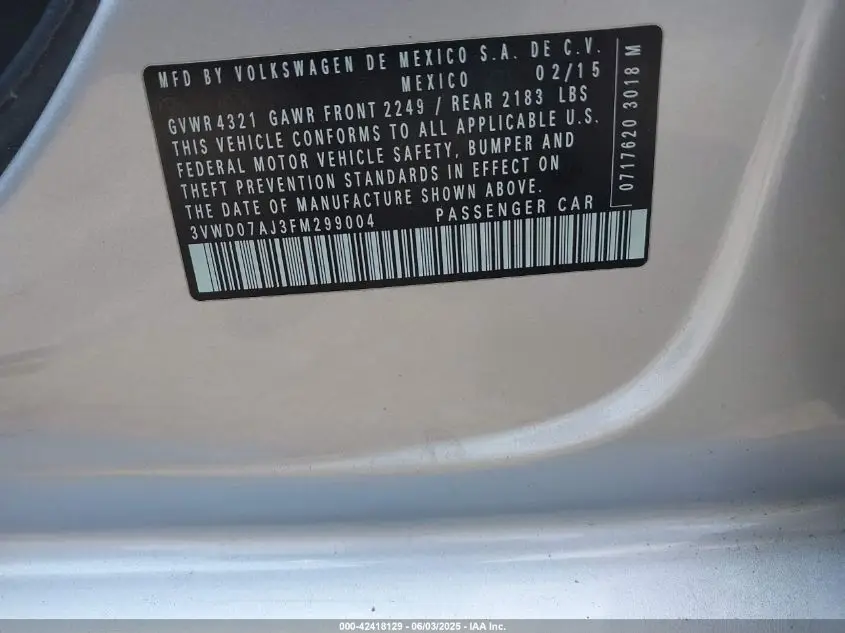 MFD BY VOLKSWAGEN DE MEXICO S.A. DE C.V.
MEXICO 02/15
GVWR 4321 GAWR FRONT 2249 / REAR 2183 LBS
THIS VEHICLE CONFORMS TO ALL APPLICABLE U.S.
FEDERAL MOTOR VEHICLE SAFETY, BUMPER AND
THEFT PREVENTION STANDARDS IN EFFECT ON
THE DATE OF MANUFACTURE SHOWN ABOVE.
3VWD07AJ3FM299004 PASSENGER CAR
0717620 3018 M
000-42418129 - 06/03/2025 - IAA Inc.